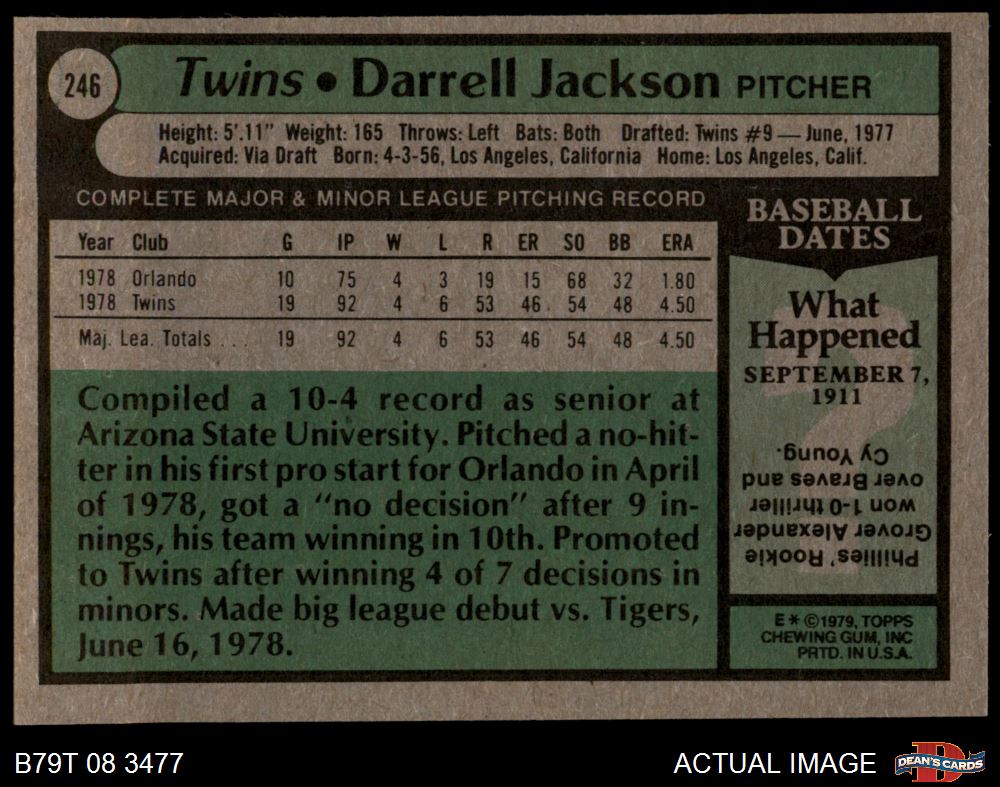 246
Twins • Darrell Jackson PITCHER
Height: 5'.11" Weight: 165 Throws: Left Bats: Both Drafted: Twins #9 — June, 1977
Acquired: Via Draft Born: 4-3-56, Los Angeles, California Home: Los Angeles, Calif.
COMPLETE MAJOR & MINOR LEAGUE PITCHING RECORD
Year Club G IP W L R ER SO BB ERA
1978 Orlando 10 75 4 3 19 15 68 32 1.80
1978 Twins 19 92 4 6 53 46 54 48 4.50
Maj. Lea. Totals ... 19 92 4 6 53 46 54 48 4.50
Compiled a 10-4 record as senior at
Arizona State University. Pitched a no-hit-
ter in his first pro start for Orlando in April
of 1978, got a "no decision" after 9 in-
nings, his team winning in 10th. Promoted
to Twins after winning 4 of 7 decisions in
minors. Made big league debut vs. Tigers,
June 16, 1978.
BASEBALL
DATES
What
Happened
SEPTEMBER 7,
1911
Phillies' Rookie
Grover Alexander
won 1-0 thriller
over Braves and
Cy Young.
E * ©1979, TOPPS
CHEWING GUM, INC
PRTD. IN U.S.A.
B79T 08 3477
ACTUAL IMAGE
DEAN'S CARDS